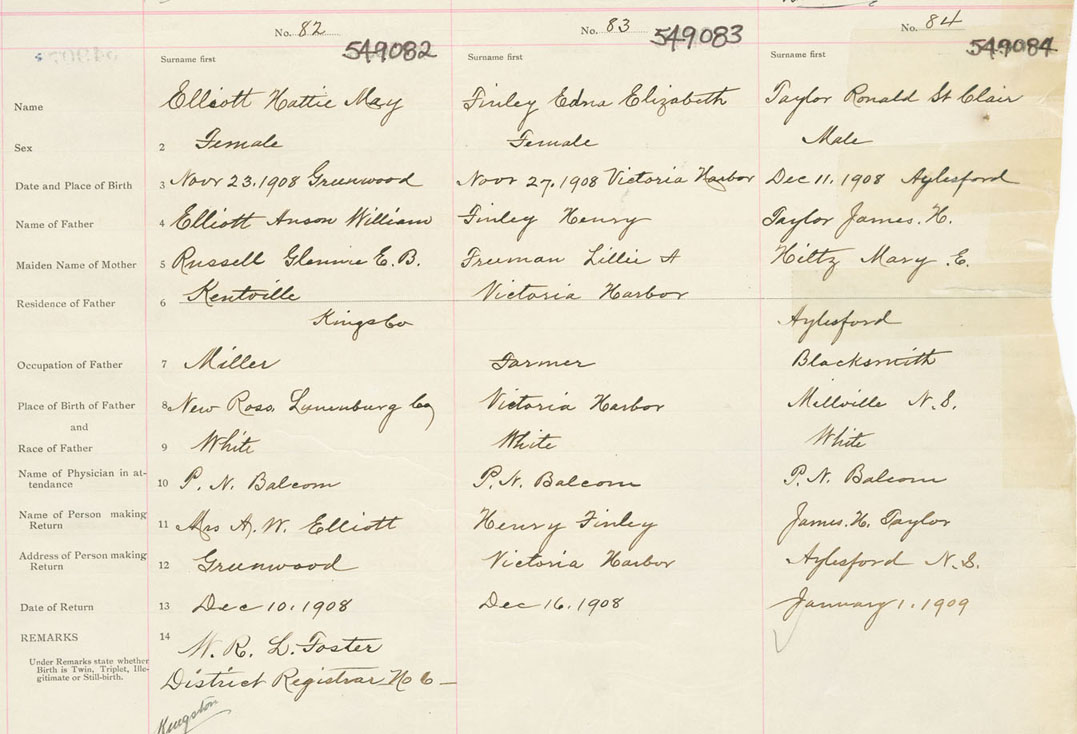 No. 82 No. 83 No. 84
549082 549083 549084
Surname first Surname first Surname first
Name Elliott Hattie May Finley Edna Elizabeth Taylor Ronald St Clair
Sex 2 Female Female Male
Date and Place of Birth 3 Novr 23.1908 Greenwood Novr 27.1908 Victoria Harbor Dec 11. 1908 Aylesford
Name of Father 4 Elliott Anson William Finley Henry Taylor James. H.
Maiden Name of Mother 5 Russell Glennie E. B. Freeman Lillie A Hiltz Mary E.
Residence of Father 6 Kentville Victoria Harbor
Kings Co Aylesford
Occupation of Father 7 Miller Farmer Blacksmith
Place of Birth of Father 8 New Ross Lunenburg Co Victoria Harbor Millville N.S.
and
Race of Father 9 White White White
Name of Physician in at-
tendance 10 P. N. Balcom P. N. Balcom P. N. Balcom
Name of Person making
Return 11 Mrs A. W. Elliott Henry Finley James. H. Taylor
Address of Person making
Return 12 Greenwood Victoria Harbor Aylesford N.S.
Date of Return 13 Dec 10. 1908 Dec 16. 1908 January 1. 1909
REMARKS 14 W. R. L. Foster
Under Remarks state whether
Birth is Twin, Triplet, Ille-
gitimate or Still-birth.
District Registrar No 6
Kingston